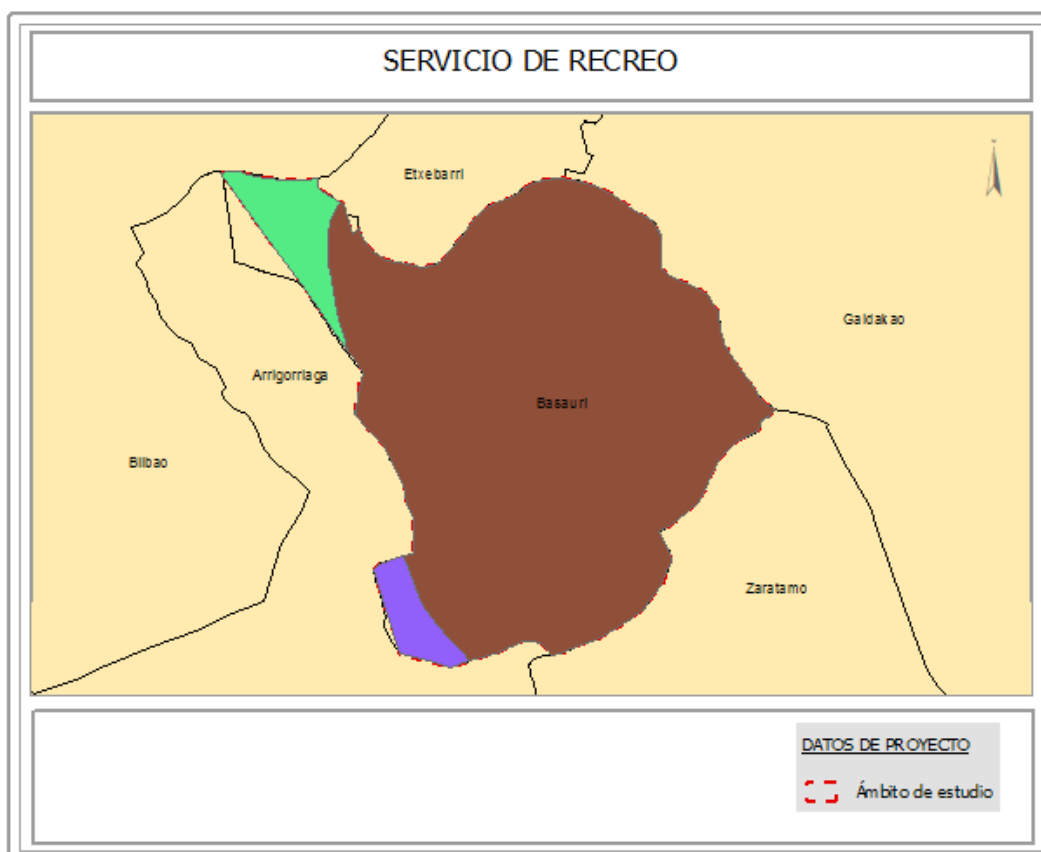 SERVICIO DE RECREO
Etxebarri
Galdakao
Arrigorriaga
Basauri
Bilbao
Zaratamo
DATOS DE PROYECTO
Ámbito de estudio